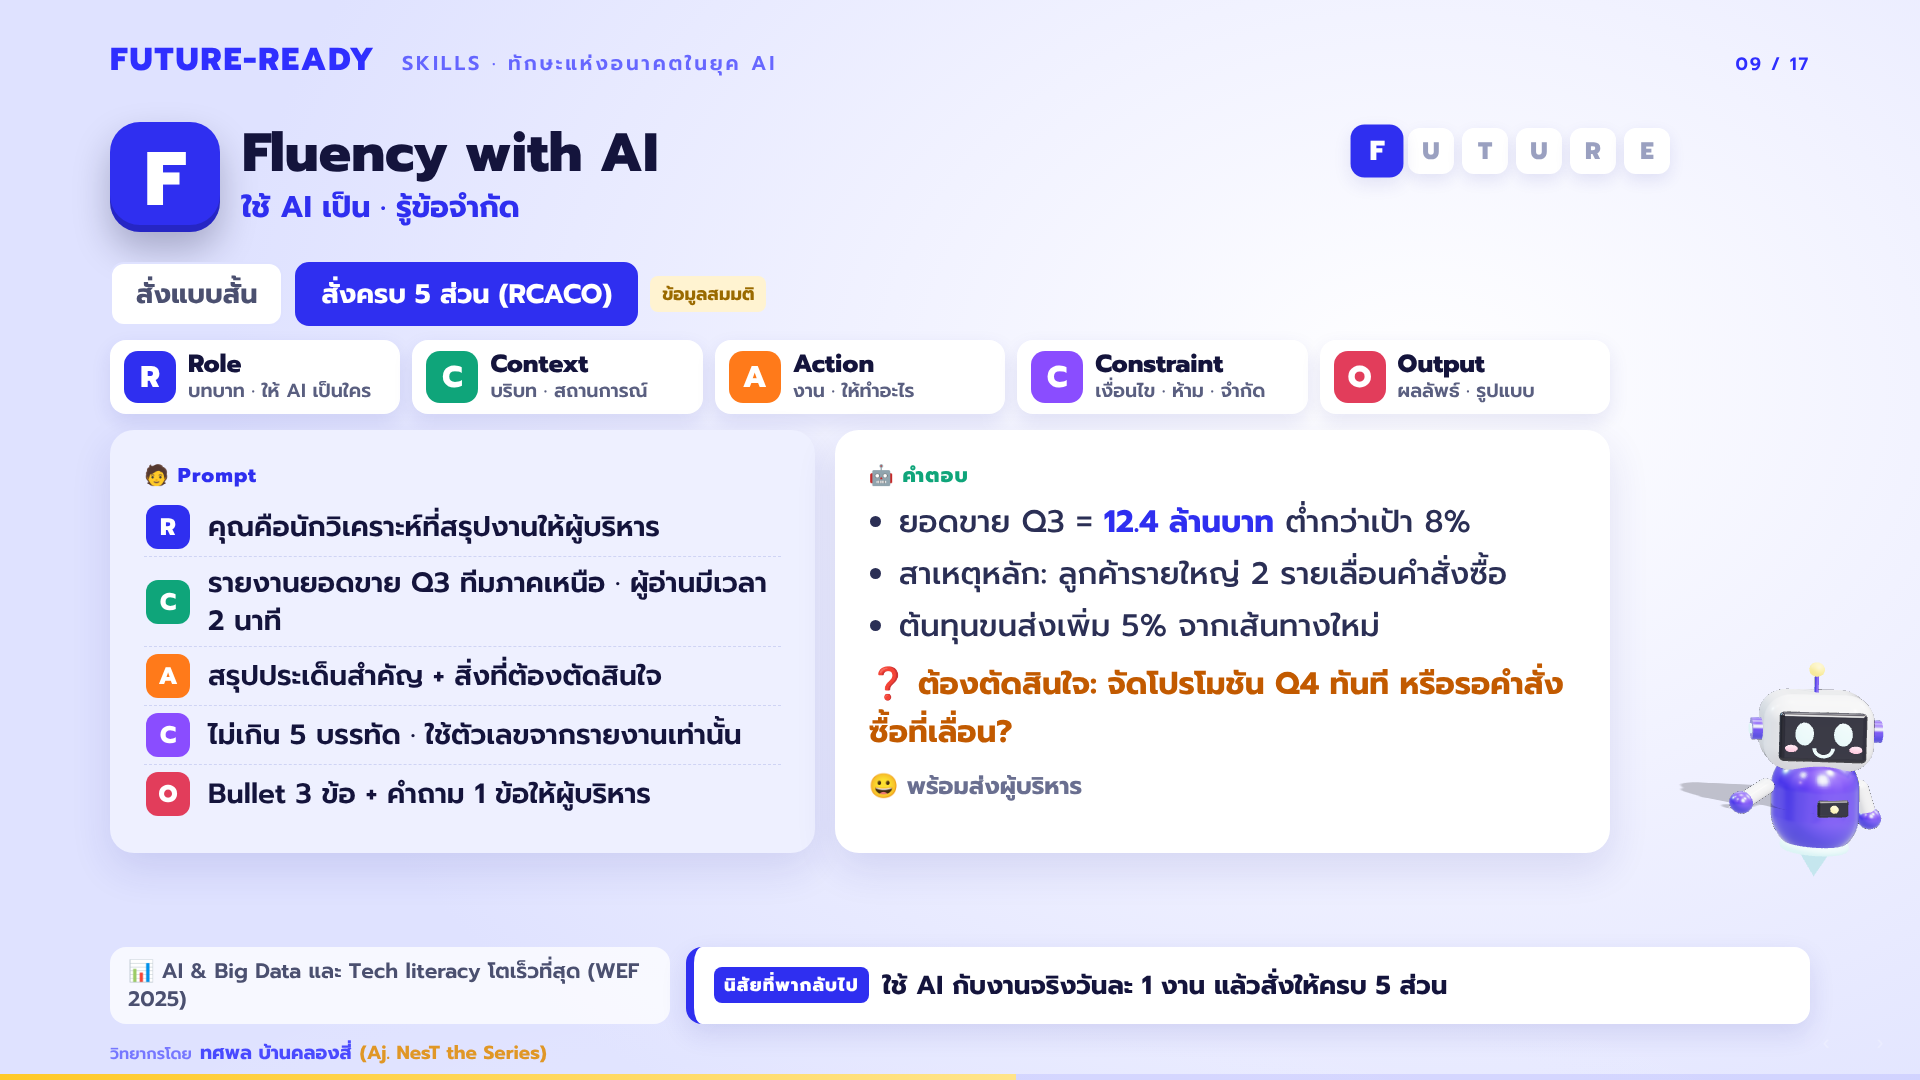 FUTURE-READY SKILLS · ทักษะแห่งอนาคตในยุค AI
09 / 17
F
Fluency with AI
ใช้ AI เป็น · รู้ข้อจำกัด
F U T U R E
สั่งแบบสั้น
สั่งครบ 5 ส่วน (RCACO)
ข้อมูลสมมติ
R
Role
บทบาท · ให้ AI เป็นใคร
C
Context
บริบท · สถานการณ์
A
Action
งาน · ให้ทำอะไร
C
Constraint
เงื่อนไข · ห้าม · จำกัด
O
Output
ผลลัพธ์ · รูปแบบ
🧑 Prompt
R คุณคือนักวิเคราะห์ที่สรุปงานให้ผู้บริหาร
C รายงานยอดขาย Q3 ทีมภาคเหนือ · ผู้อ่านมีเวลา
2 นาที
A สรุปประเด็นสำคัญ + สิ่งที่ต้องตัดสินใจ
C ไม่เกิน 5 บรรทัด · ใช้ตัวเลขจากรายงานเท่านั้น
O Bullet 3 ข้อ + คำถาม 1 ข้อให้ผู้บริหาร
🤖 คำตอบ
• ยอดขาย Q3 = 12.4 ล้านบาท ต่ำกว่าเป้า 8%
• สาเหตุหลัก: ลูกค้ารายใหญ่ 2 รายเลื่อนคำสั่งซื้อ
• ต้นทุนขนส่งเพิ่ม 5% จากเส้นทางใหม่
❓ ต้องตัดสินใจ: จัดโปรโมชัน Q4 ทันที หรือรอคำสั่ง
ซื้อที่เลื่อน?
😀 พร้อมส่งผู้บริหาร
📊 AI & Big Data และ Tech literacy โตเร็วที่สุด (WEF
2025)
นิสัยที่พากลับไป ใช้ AI กับงานจริงวันละ 1 งาน แล้วสั่งให้ครบ 5 ส่วน
วิทยากรโดย ทศพล บ้านคลองสี่ (Aj. NesT the Series)